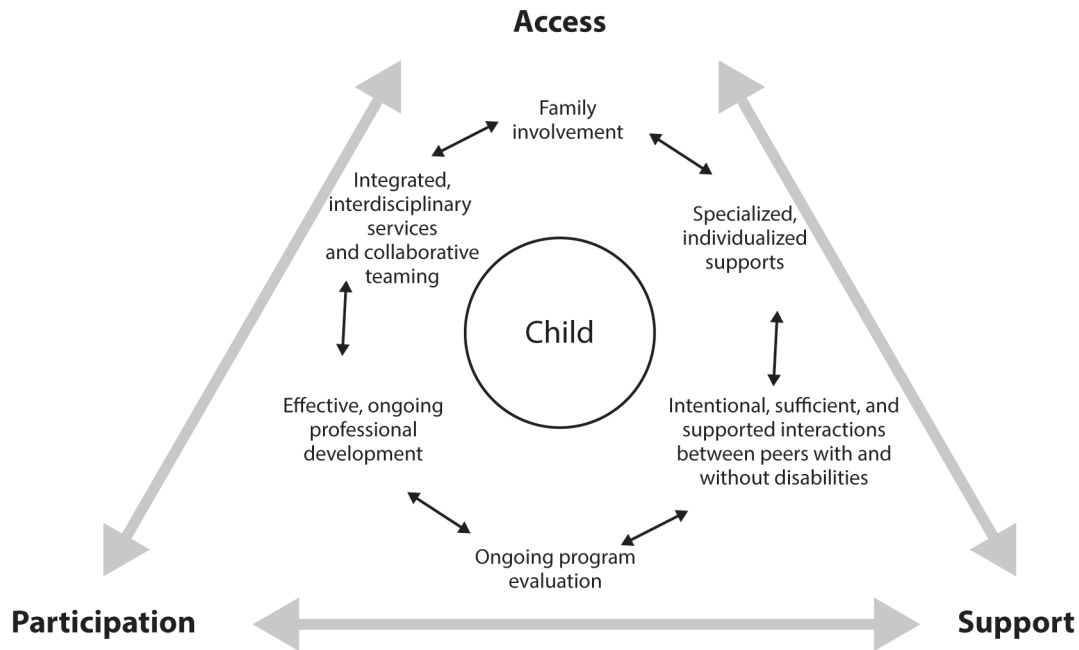 Access
Family
involvement
Integrated,
interdisciplinary
services
and collaborative
teaming
Specialized,
individualized
supports
Child
Effective, ongoing
professional
development
Intentional, sufficient, and
supported interactions
between peers with and
without disabilities
Ongoing program
evaluation
Participation
Support